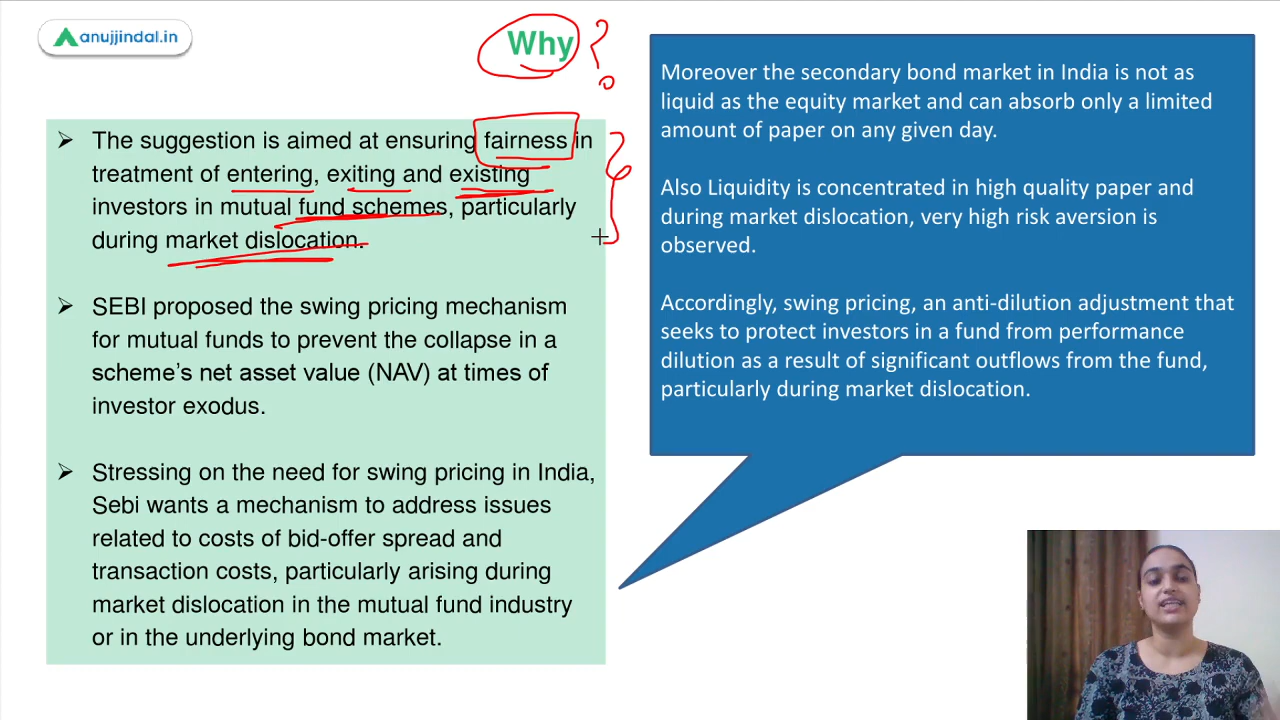 anujjindal.in
Why ?
The suggestion is aimed at ensuring fairness in
treatment of entering, exiting and existing
investors in mutual fund schemes, particularly
during market dislocation.
SEBI proposed the swing pricing mechanism
for mutual funds to prevent the collapse in a
scheme's net asset value (NAV) at times of
investor exodus.
Stressing on the need for swing pricing in India,
Sebi wants a mechanism to address issues
related to costs of bid-offer spread and
transaction costs, particularly arising during
market dislocation in the mutual fund industry
or in the underlying bond market.
Moreover the secondary bond market in India is not as
liquid as the equity market and can absorb only a limited
amount of paper on any given day.
Also Liquidity is concentrated in high quality paper and
during market dislocation, very high risk aversion is
observed.
Accordingly, swing pricing, an anti-dilution adjustment that
seeks to protect investors in a fund from performance
dilution as a result of significant outflows from the fund,
particularly during market dislocation.